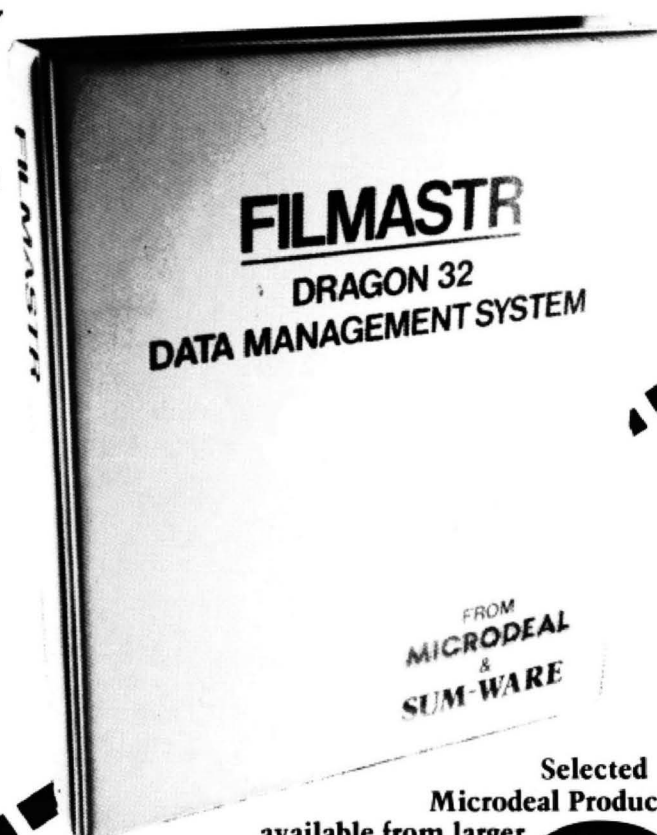 FILMASTR
FILMASTR
DRAGON 32
DATA MANAGEMENT SYSTEM
FROM
MICRODEAL
&
SUM-WARE
Selected
Microdeal Produc
available from larger